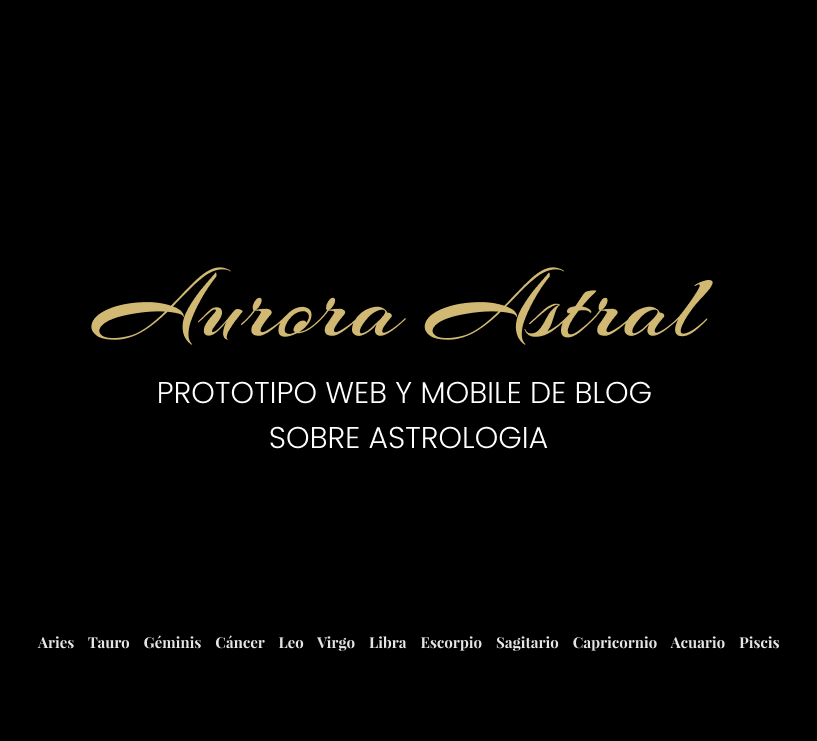 Aurora Astral
PROTOTIPO WEB Y MOBILE DE BLOG
SOBRE ASTROLOGIA
Aries Tauro Géminis Cáncer Leo Virgo Libra Escorpio Sagitario Capricornio Acuario Piscis